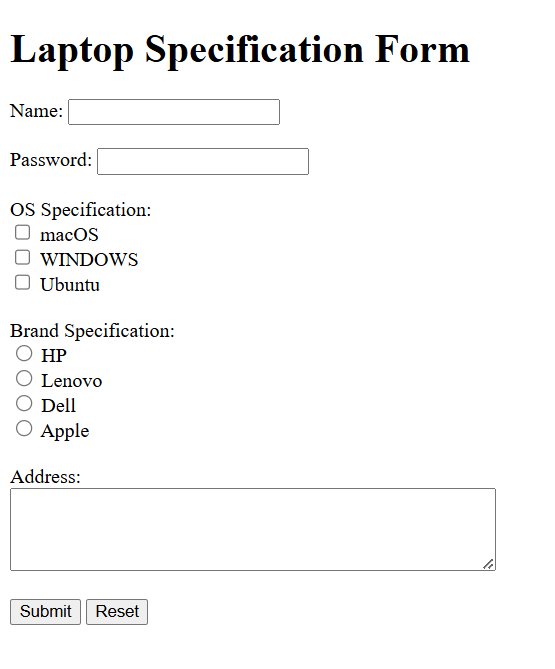 Laptop Specification Form
Name:
Password:
OS Specification:
macOS
WINDOWS
Ubuntu
Brand Specification:
HP
Lenovo
Dell
Apple
Address:
Submit Reset